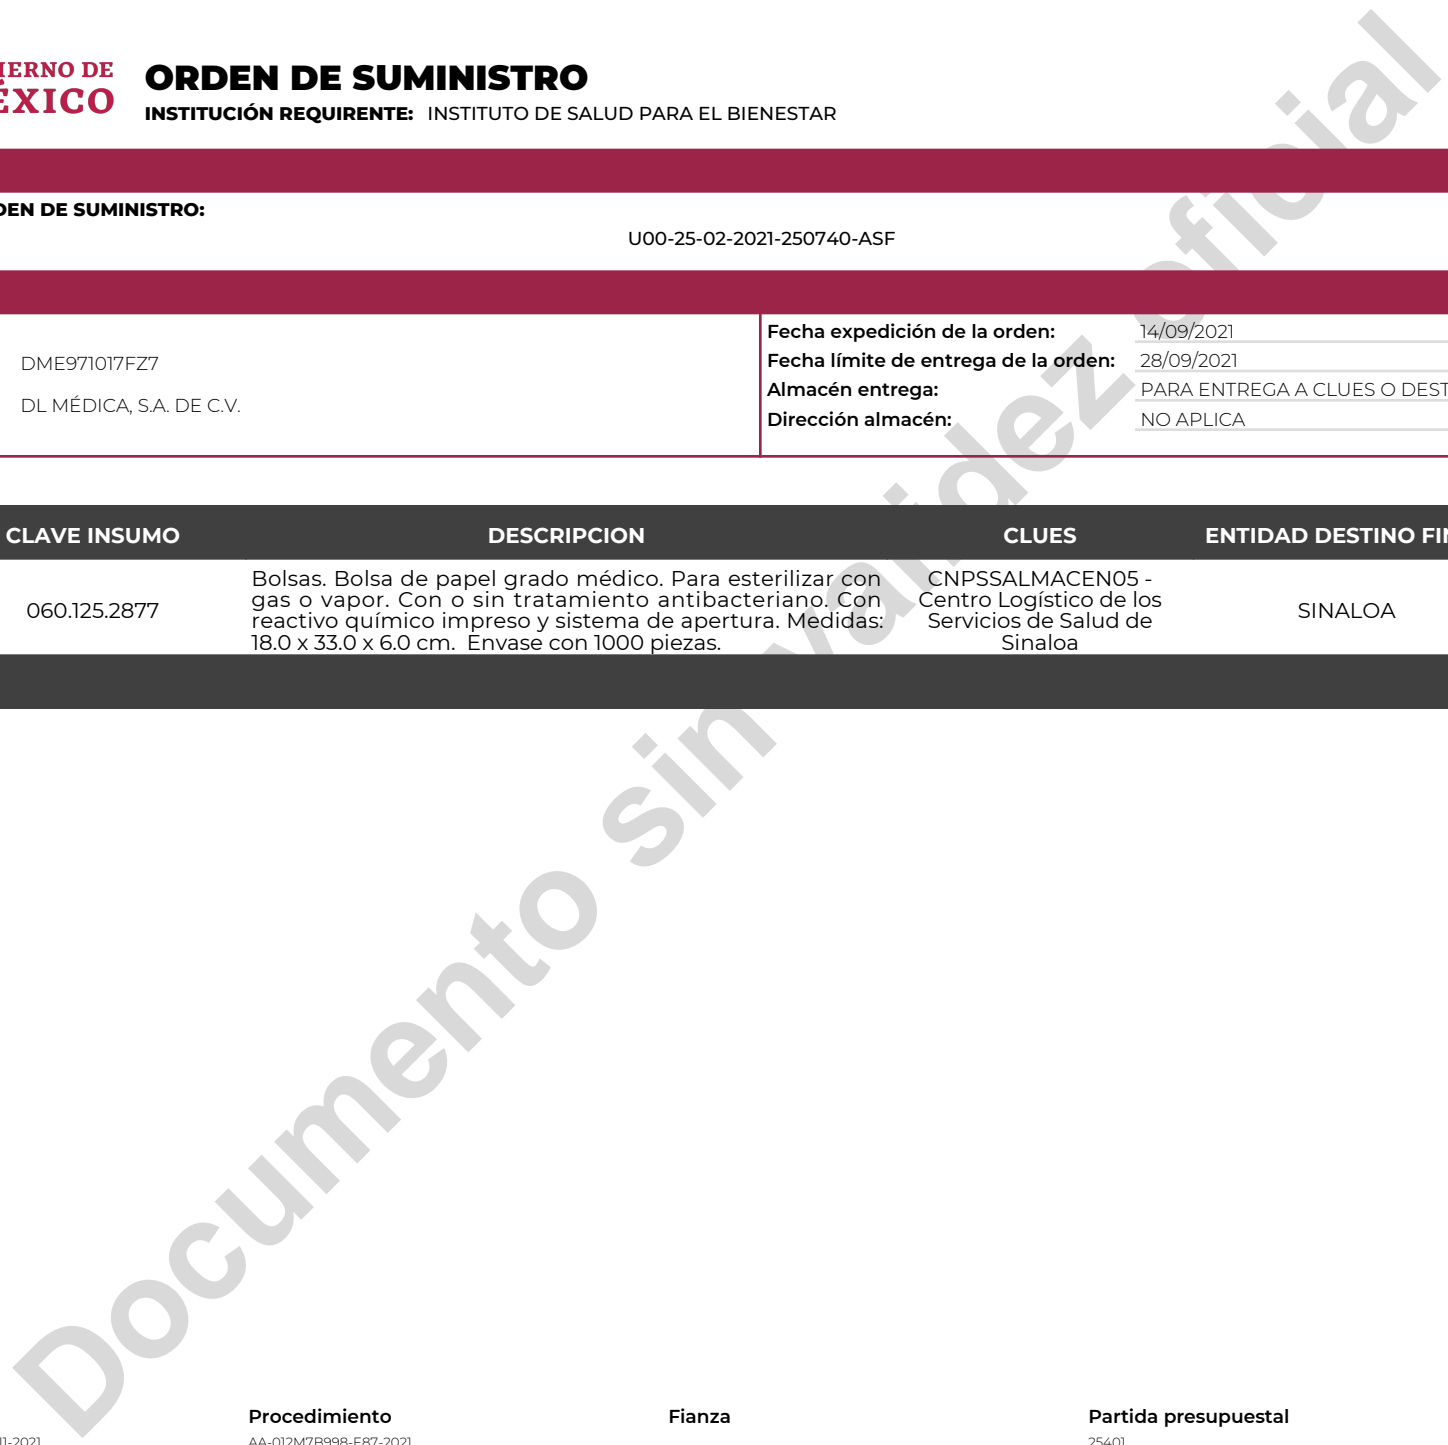 ORDEN DE SUMINISTRO
INSTITUCIÓN REQUIRENTE: INSTITUTO DE SALUD PARA EL BIENESTAR
DE SUMINISTRO:
U00-25-02-2021-250740-ASF
DME971017FZ7
DL MÉDICA, S.A. DE C.V.
Fecha expedición de la orden: 14/09/2021
Fecha límite de entrega de la orden: 28/09/2021
Almacén entrega: PARA ENTREGA A CLUES O
Dirección almacén: NO APLICA
CLAVE INSUMO DESCRIPCION CLUES ENTIDAD DESTINO
060.125.2877
Bolsas. Bolsa de papel grado médico. Para esterilizar con
gas o vapor. Con o sin tratamiento antibacteriano. Con
reactivo químico impreso y sistema de apertura. Medidas:
18.0 x 33.0 x 6.0 cm. Envase con 1000 piezas.
CNPSSALMACEN05 -
Centro Logístico de los
Servicios de Salud de
Sinaloa
SINALOA
Documento sin validez oficial
Procedimiento Fianza Partida presupuestal
AA-012M7B998-E87-2021 25401